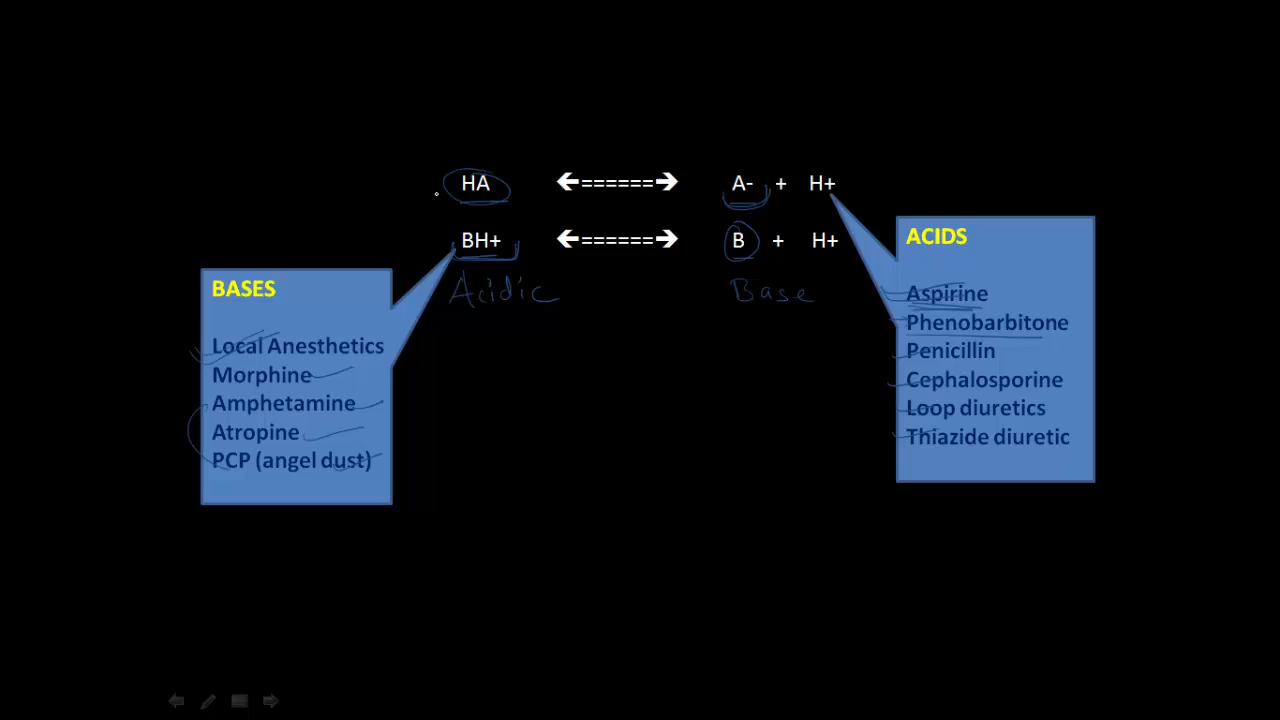 HA 🡸======🡺 A- + H+
BH+ 🡸======🡺 B + H+
Acidic Base
BASES
Local Anesthetics
Morphine
Amphetamine
Atropine
PCP (angel dust)
ACIDS
Aspirine
Phenobarbitone
Penicillin
Cephalosporine
Loop diuretics
Thiazide diuretic